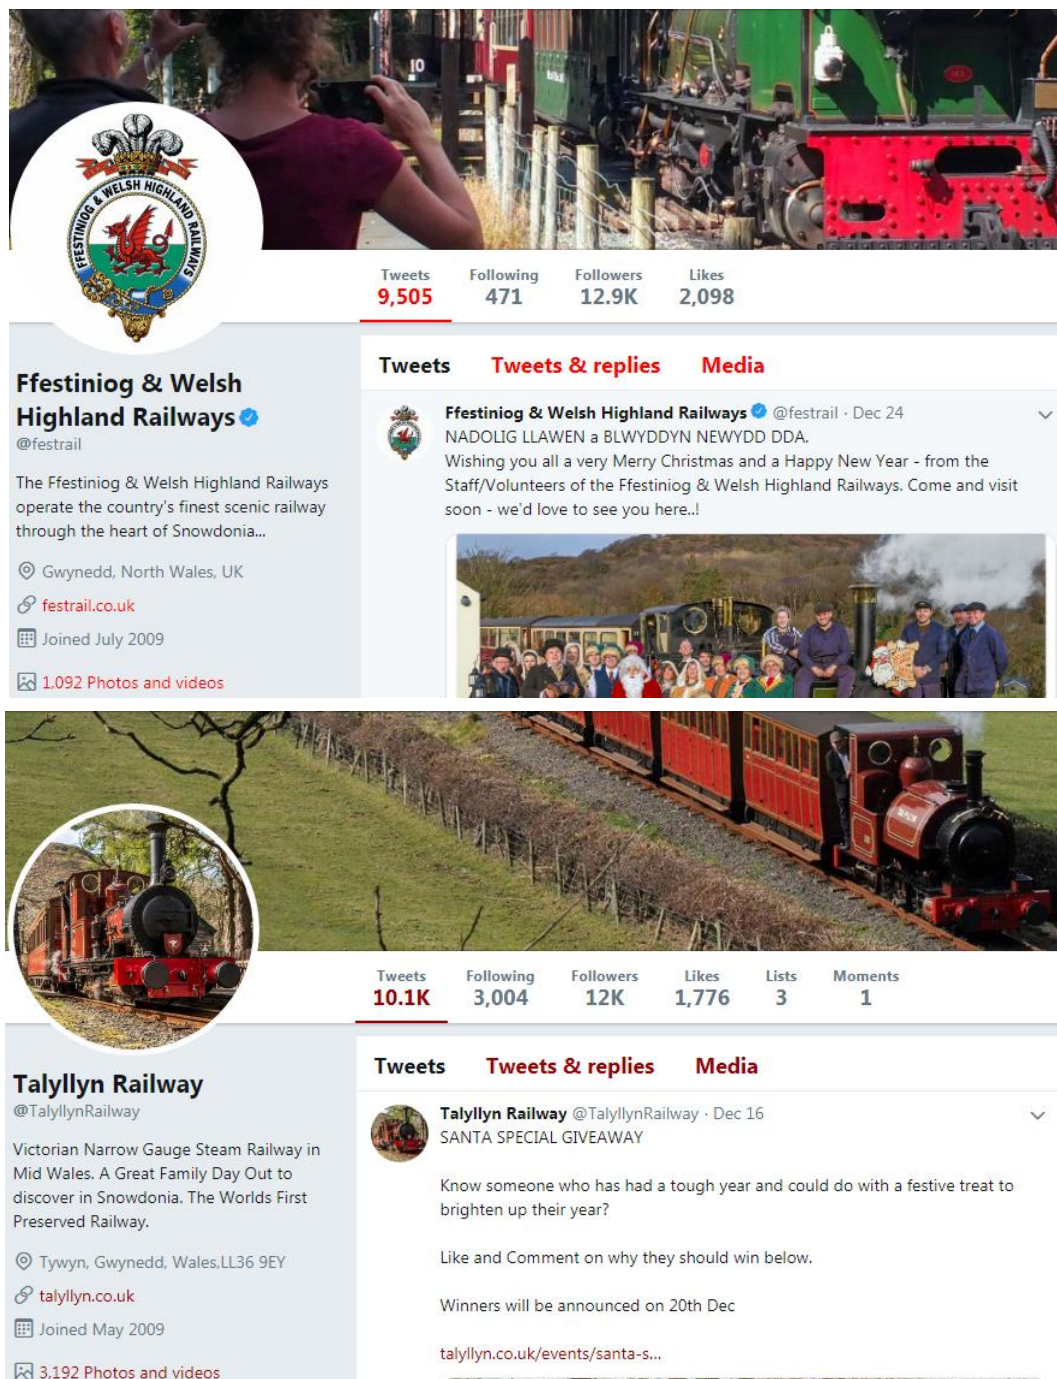 10
FFESTINIOG & WELSH HIGHLAND RAILWAYS
Tweets Following Followers Likes
9,505 471 12.9K 2,098
Tweets Tweets & replies Media
Ffestiniog & Welsh
Highland Railways
@festrail
The Ffestiniog & Welsh Highland Railways
operate the country's finest scenic railway
through the heart of Snowdonia...
Gwynedd, North Wales, UK
festrail.co.uk
Joined July 2009
1,092 Photos and videos
Ffestiniog & Welsh Highland Railways @festrail · Dec 24
NADOLIG LLAWEN a BLWYDDYN NEWYDD DDA.
Wishing you all a very Merry Christmas and a Happy New Year - from the
Staff/Volunteers of the Ffestiniog & Welsh Highland Railways. Come and visit
soon - we'd love to see you here..!
Tweets Following Followers Likes Lists Moments
10.1K 3,004 12K 1,776 3 1
Tweets Tweets & replies Media
Talyllyn Railway
@TalyllynRailway
Victorian Narrow Gauge Steam Railway in
Mid Wales. A Great Family Day Out to
discover in Snowdonia. The Worlds First
Preserved Railway.
Tywyn, Gwynedd, Wales,LL36 9EY
talyllyn.co.uk
Joined May 2009
3,192 Photos and videos
Talyllyn Railway @TalyllynRailway · Dec 16
SANTA SPECIAL GIVEAWAY
Know someone who has had a tough year and could do with a festive treat to
brighten up their year?
Like and Comment on why they should win below.
Winners will be announced on 20th Dec
talyllyn.co.uk/events/santa-s...